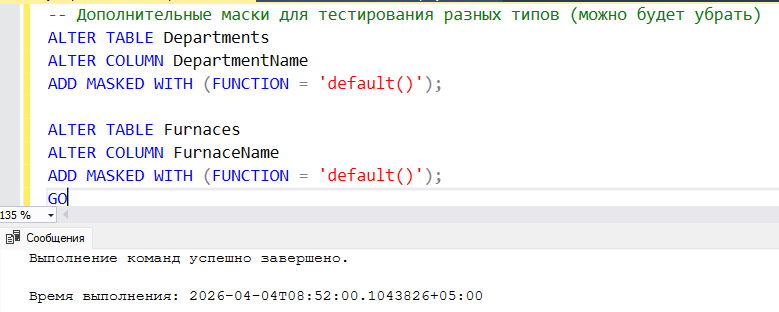 -- Дополнительные маски для тестирования разных типов (можно будет убрать)
ALTER TABLE Departments
ALTER COLUMN DepartmentName
ADD MASKED WITH (FUNCTION = 'default()');
ALTER TABLE Furnaces
ALTER COLUMN FurnaceName
ADD MASKED WITH (FUNCTION = 'default()');
GO
135 %
Сообщения
Выполнение команд успешно завершено.
Время выполнения: 2026-04-04T08:52:00.1043826+05:00